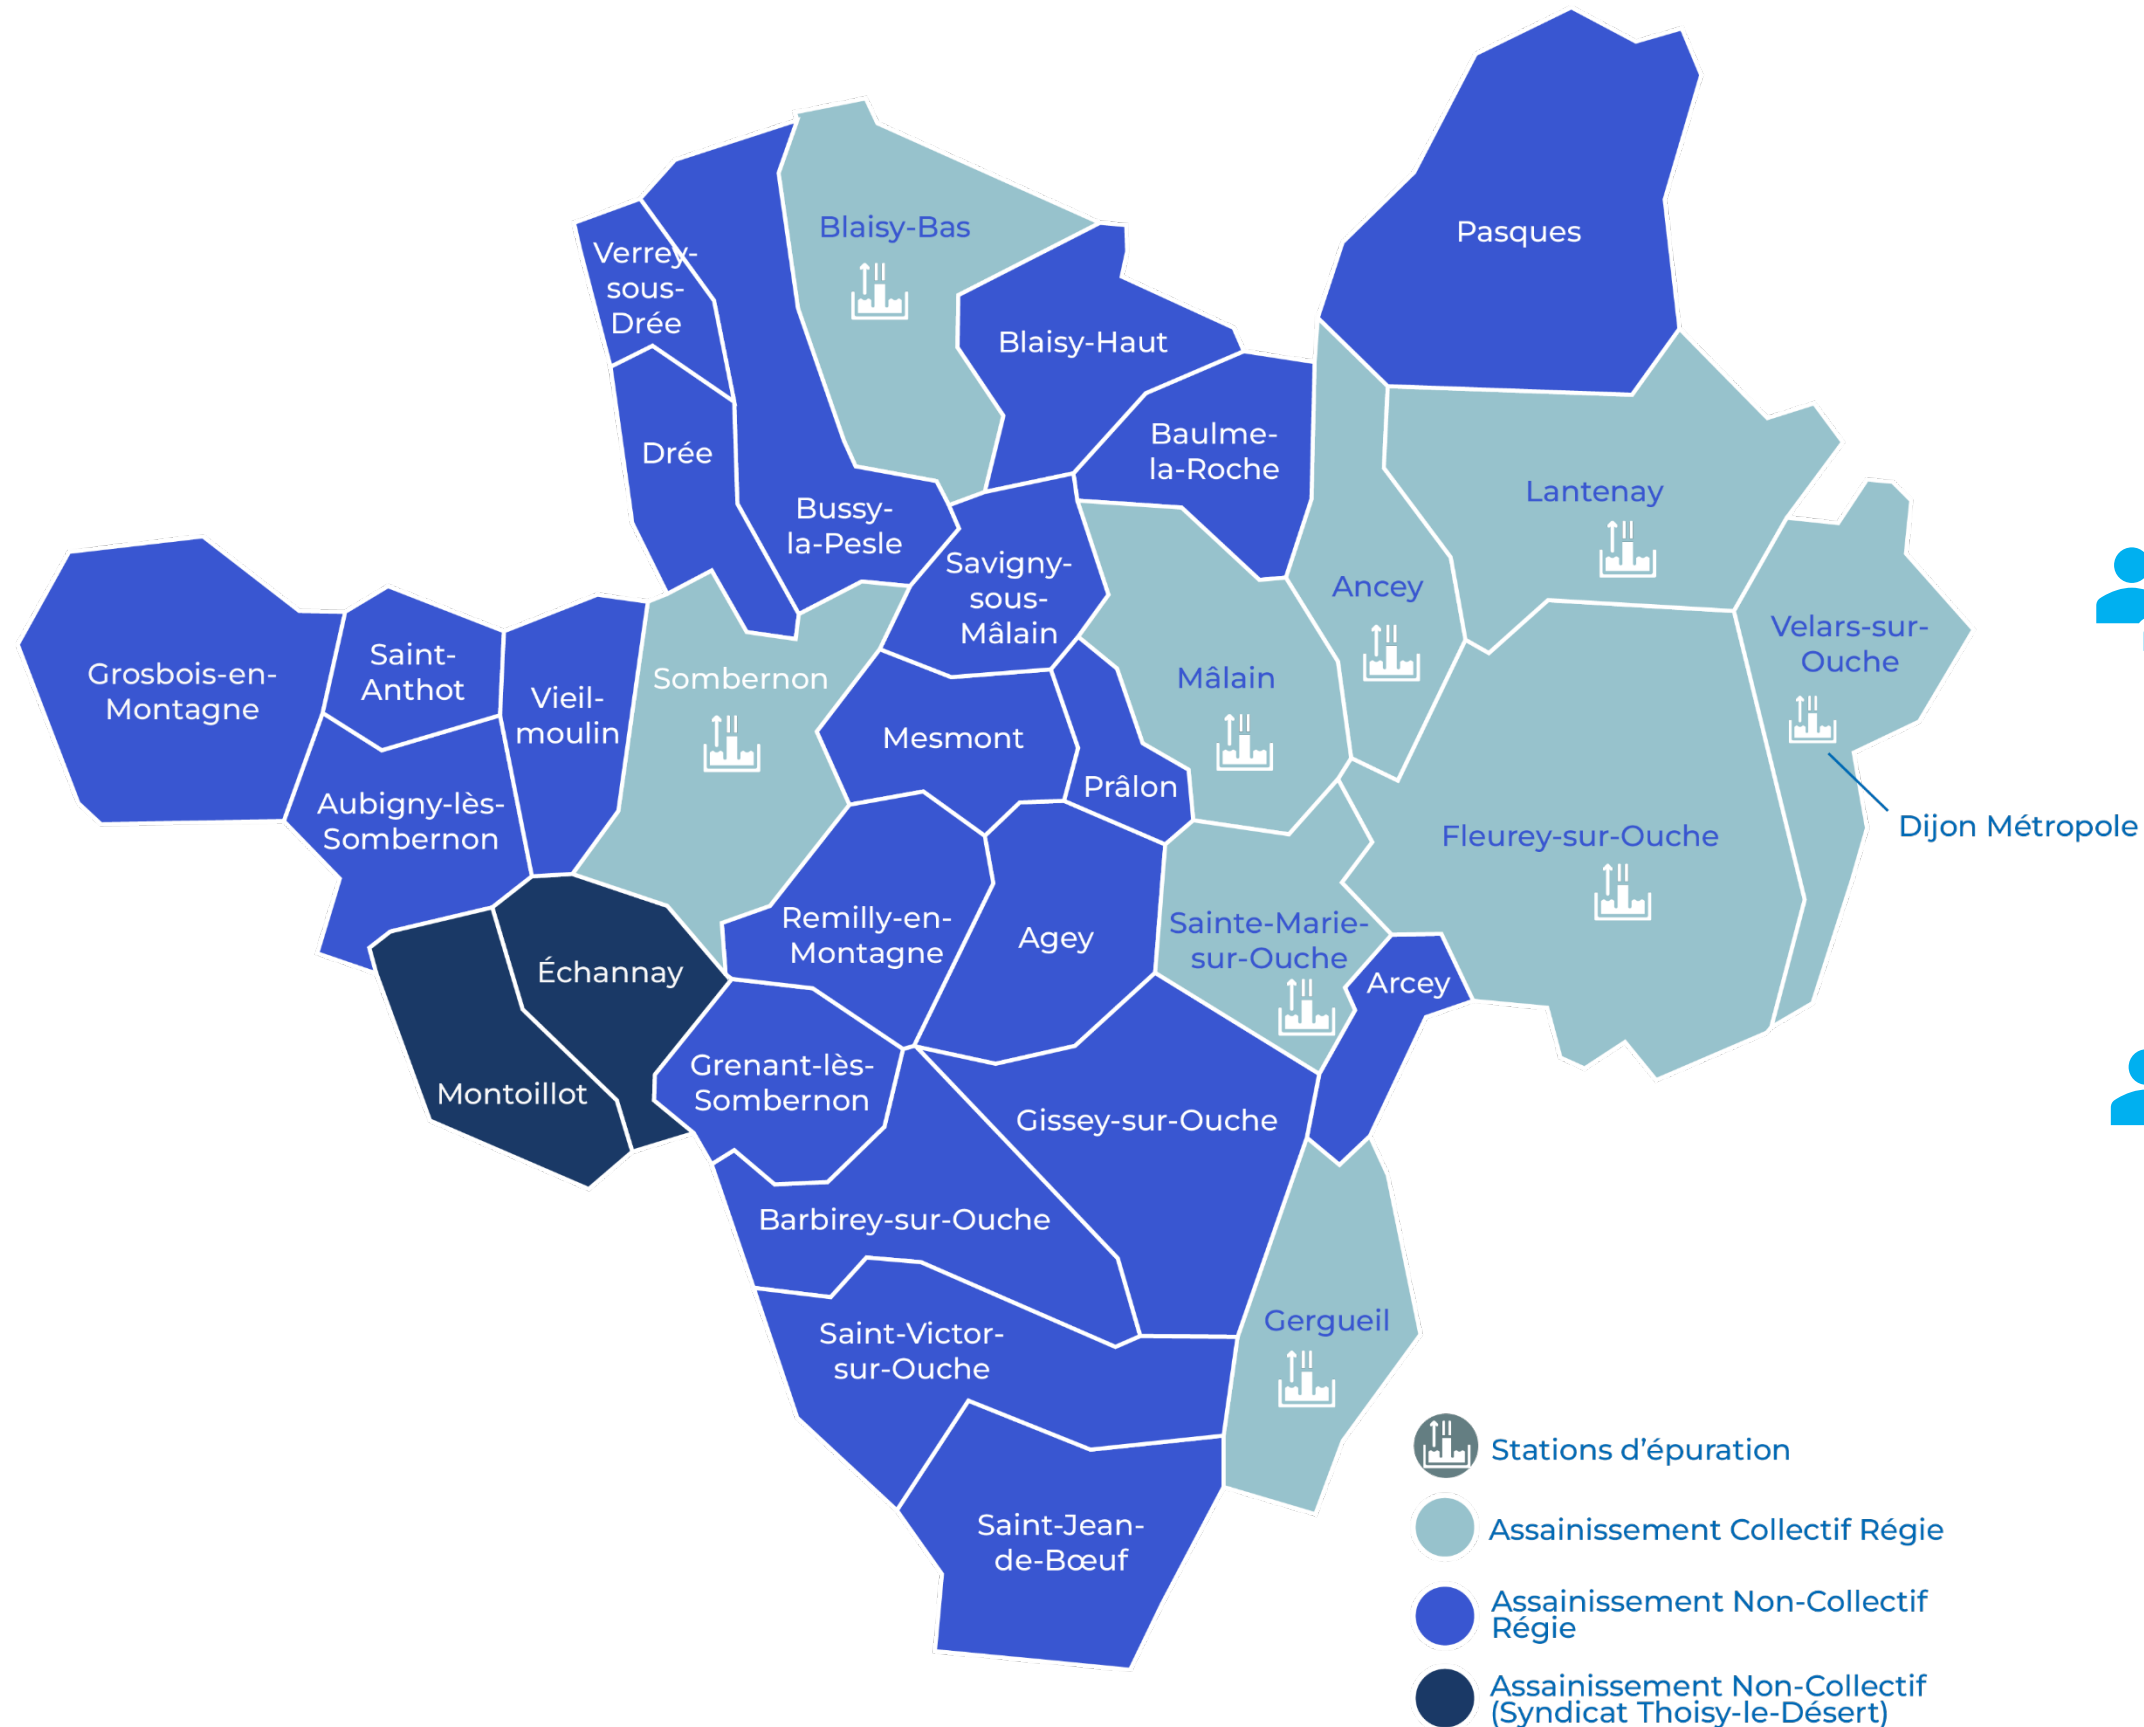 Pasques
Blaisy-Bas
Verrey-
sous-
Drée
Blaisy-Haut
Baulme-
la-Roche
Drée
Lantenay
Bussy-
la-Pesle
Savigny-
sous-
Mâlain
Ancey
Velars-sur-
Ouche
Grosbois-en-
Montagne
Saint-
Anthot
Vieil-
moulin
Sombernon
Mâlain
Mesmont
Prâlon
Aubigny-lès-
Sombernon
Fleurey-sur-Ouche
Dijon Métropole
Remilly-en-
Montagne
Agey
Sainte-Marie-
sur-Ouche
Échannay
Arcey
Montoillot
Grenant-lès-
Sombernon
Gissey-sur-Ouche
Barbirey-sur-Ouche
Gergueil
Saint-Victor-
sur-Ouche
Saint-Jean-
de-Bœuf
Stations d’épuration
Assainissement Collectif Régie
Assainissement Non-Collectif
Régie
Assainissement Non-Collectif
(Syndicat Thoisy-le-Désert)